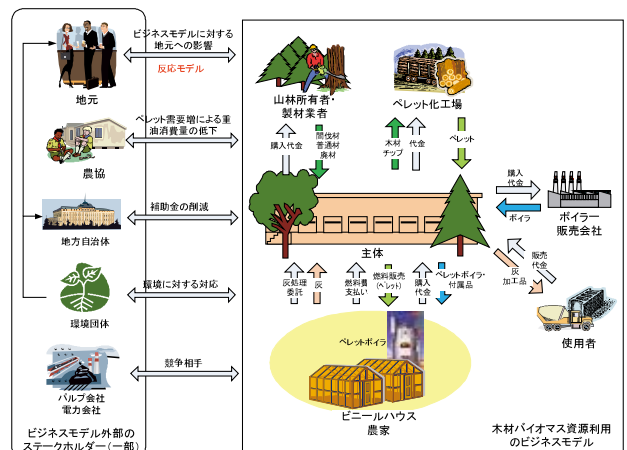 ビジネスモデルに対する
地元への影響
反応モデル
地元
ペレット需要増による重
油消費量の低下
農協
補助金の削減
地方自治体
環境に対する対応
環境団体
競争相手
パルプ会社
電力会社
ビジネスモデル外部の
ステークホルダー(一部)
山林所有者・
製材業者
ペレット化工場
購入代金
間伐材
普通材
廃材
木材
チップ
代金
ペレット
購入
代金
ボイラ
ボイラー
販売会社
主体
灰処理
委託
灰
燃料費
支払い
燃料販売
(ペレット)
購入
代金
ペレットボイラ・
付属品
販売
代金
灰
加工品
使用者
ペレットボイラ
ビニールハウス
農家
木材バイオマス資源利用
のビジネスモデル